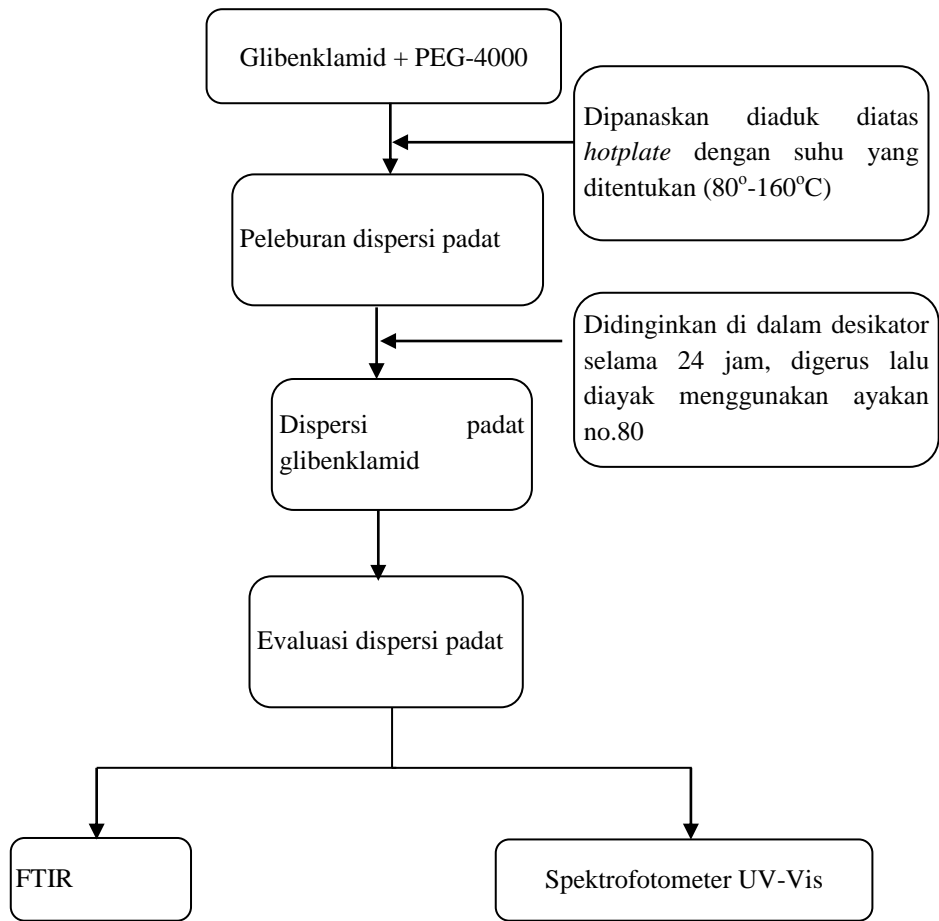 Glibenklamid + PEG-4000
Dipanaskan diaduk diatas
hotplate dengan suhu yang
ditentukan (80°-160°C)
Peleburan dispersi padat
Didinginkan di dalam desikator
selama 24 jam, digerus lalu
diayak menggunakan ayakan
no.80
Dispersi padat
glibenklamid
Evaluasi dispersi padat
FTIR
Spektrofotometer UV-Vis